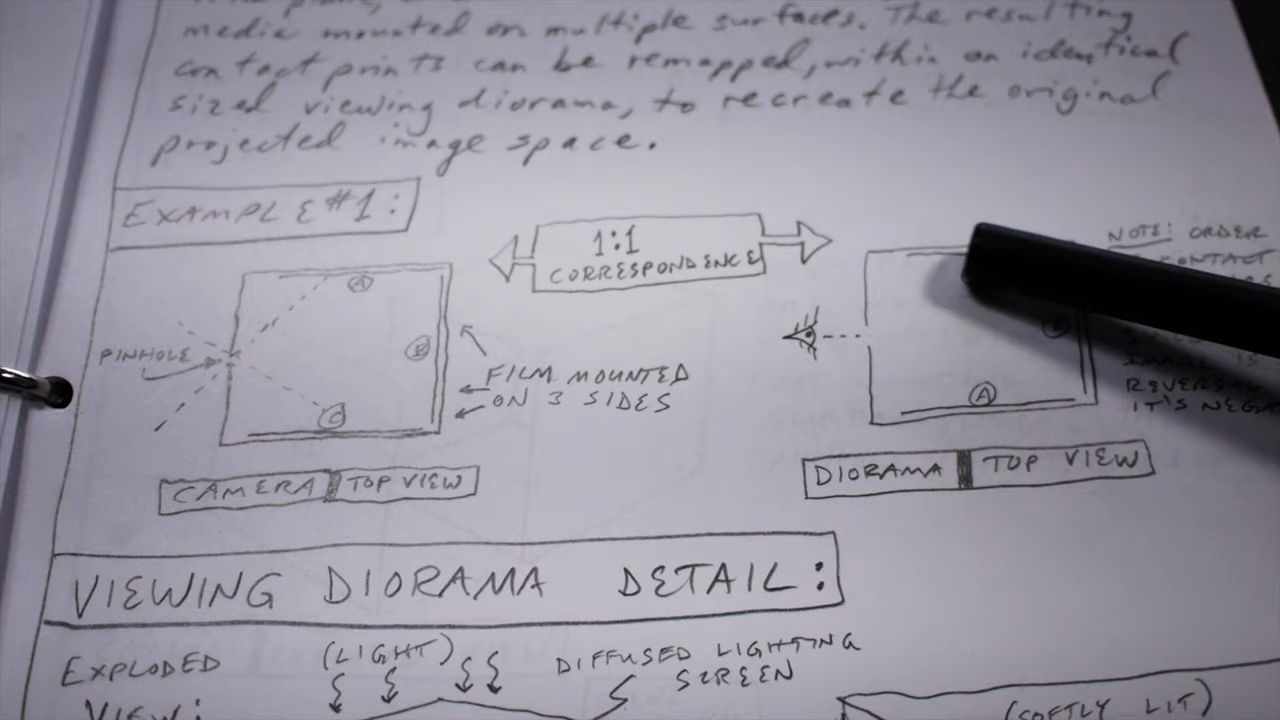 media mounted on multiple surfaces. The resulting
contact prints can be remapped, within an identical
sized viewing diorama, to recreate the original
projected image space.
EXAMPLE #1:
1:1
CORRESPONDENCE
NOTE: ORDER
CONTACT
A
B
C
PINHOLE
FILM MOUNTED
ON 3 SIDES
A
IMAGE IS
REVERSAL
IT'S
CAMERA TOP VIEW
DIORAMA TOP VIEW
VIEWING DIORAMA DETAIL:
EXPLODED
VIEW:
(LIGHT)
DIFFUSED LIGHTING
SCREEN
(SOFTLY LIT)